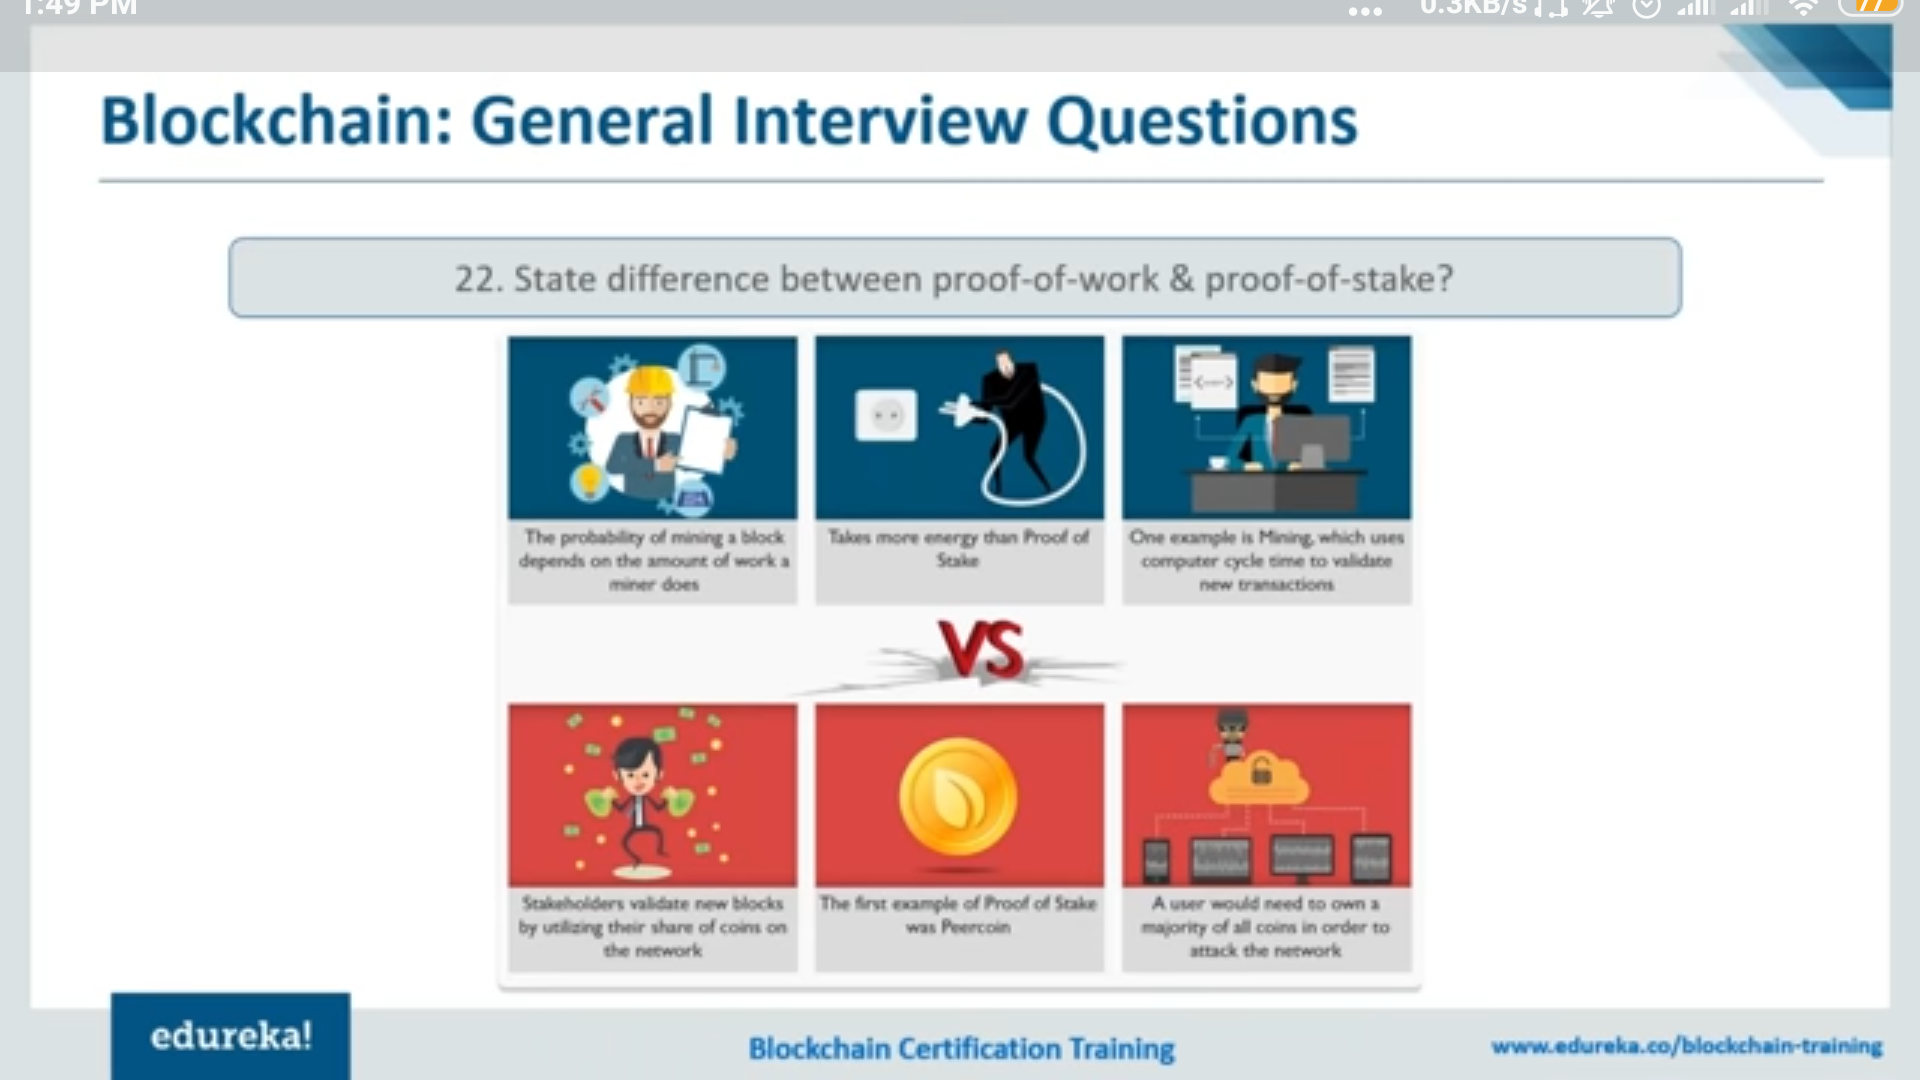 1:49 PM
... 0.3KB/s 77
Blockchain: General Interview Questions
22. State difference between proof-of-work & proof-of-stake?
The probability of mining a block
depends on the amount of work a
miner does
Takes more energy than Proof of
Stake
One example is Mining, which uses
computer cycle time to validate
new transactions
VS
Stakeholders validate new blocks
by utilizing their share of coins on
the network
The first example of Proof of Stake
was Peercoin
A user would need to own a
majority of all coins in order to
attack the network
edureka!
Blockchain Certification Training
www.edureka.co/blockchain-training